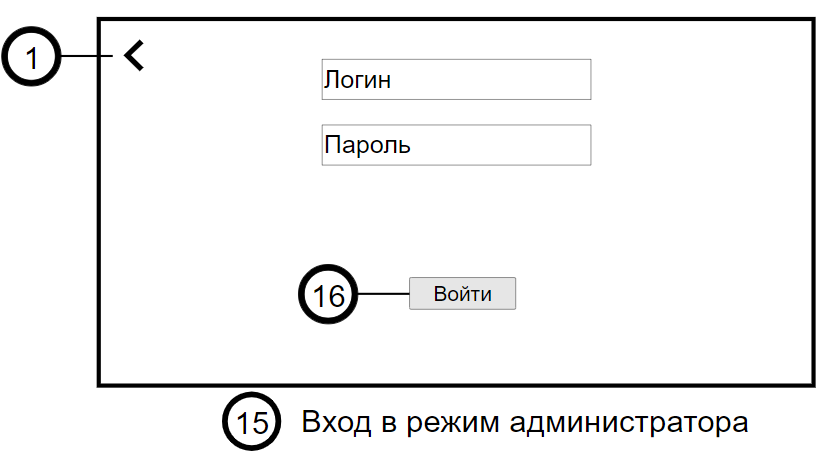 1
Логин
Пароль
16 Войти
15 Вход в режим администратора